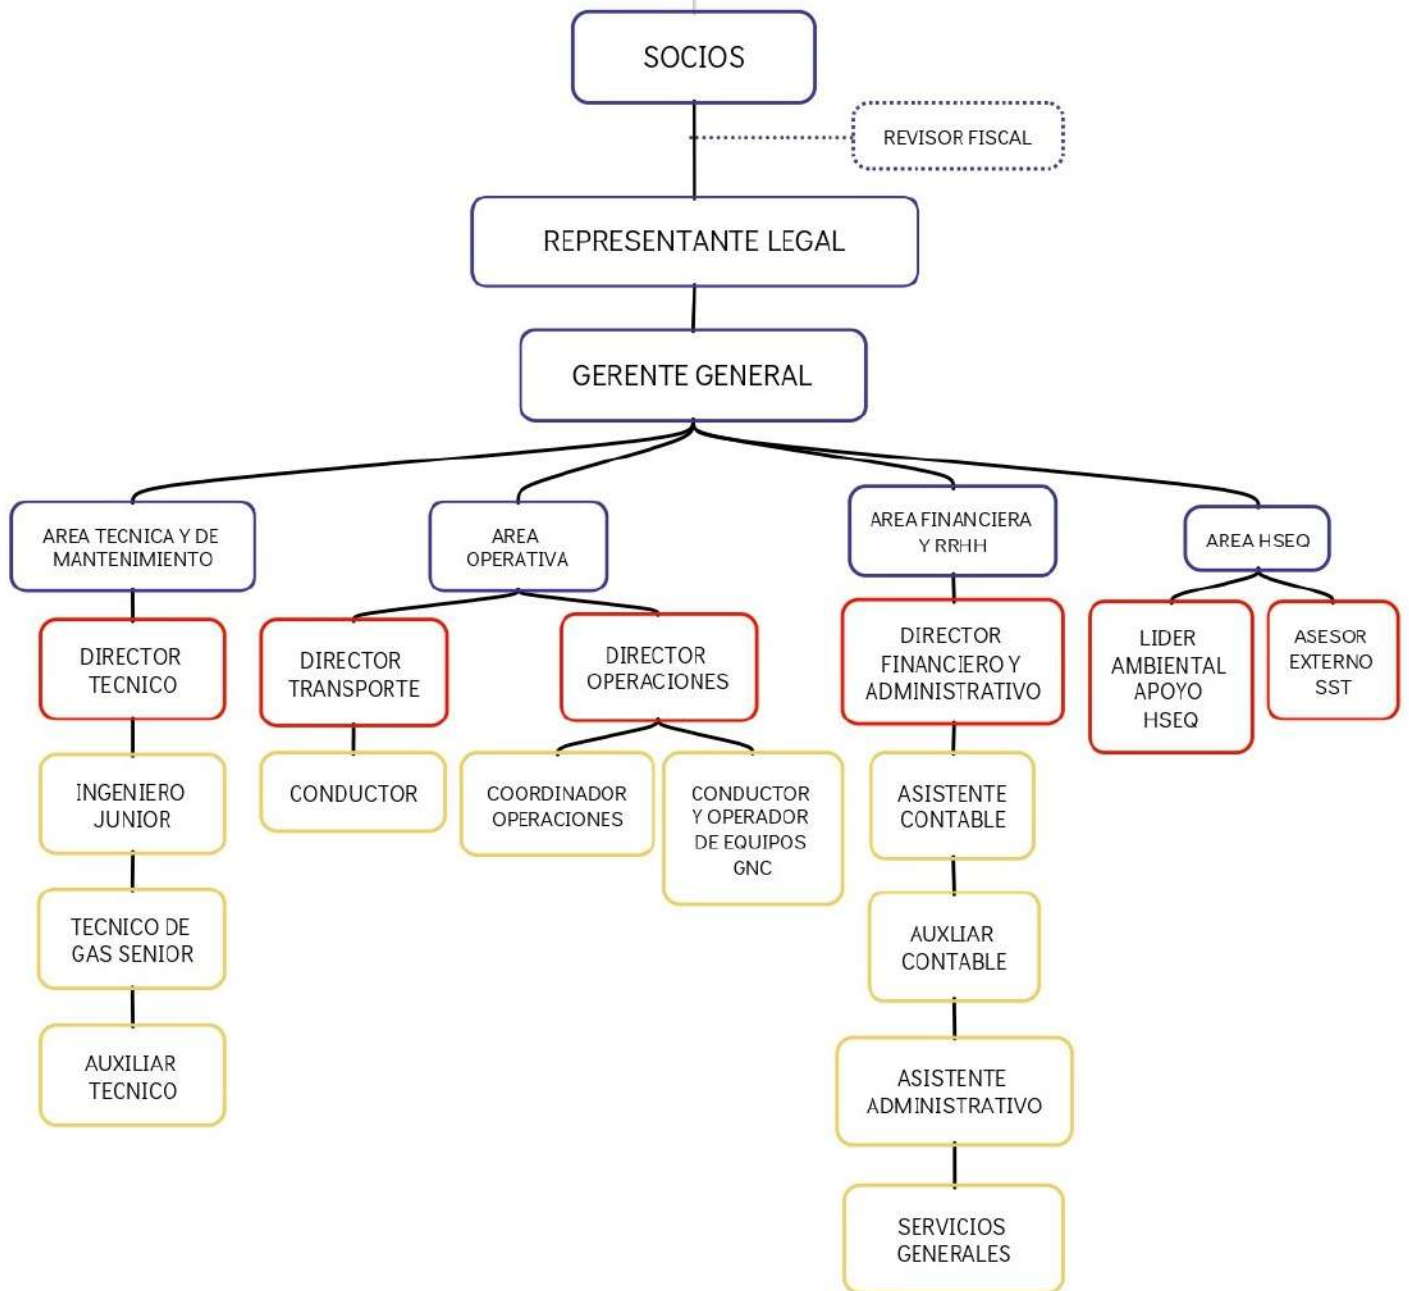 SOCIOS
REVISOR FISCAL
REPRESENTANTE LEGAL
GERENTE GENERAL
AREA TECNICA Y DE
MANTENIMIENTO
AREA
OPERATIVA
AREA FINANCIERA
Y RRHH
AREA HSEQ
DIRECTOR
TECNICO
DIRECTOR
TRANSPORTE
DIRECTOR
OPERACIONES
DIRECTOR
FINANCIERO Y
ADMINISTRATIVO
LIDER
AMBIENTAL
APOYO
HSEQ
ASESOR
EXTERNO
SST
INGENIERO
JUNIOR
CONDUCTOR
COORDINADOR
OPERACIONES
CONDUCTOR
Y OPERADOR
DE EQUIPOS
GNC
ASISTENTE
CONTABLE
TECNICO DE
GAS SENIOR
AUXLIAR
CONTABLE
AUXILIAR
TECNICO
ASISTENTE
ADMINISTRATIVO
SERVICIOS
GENERALES